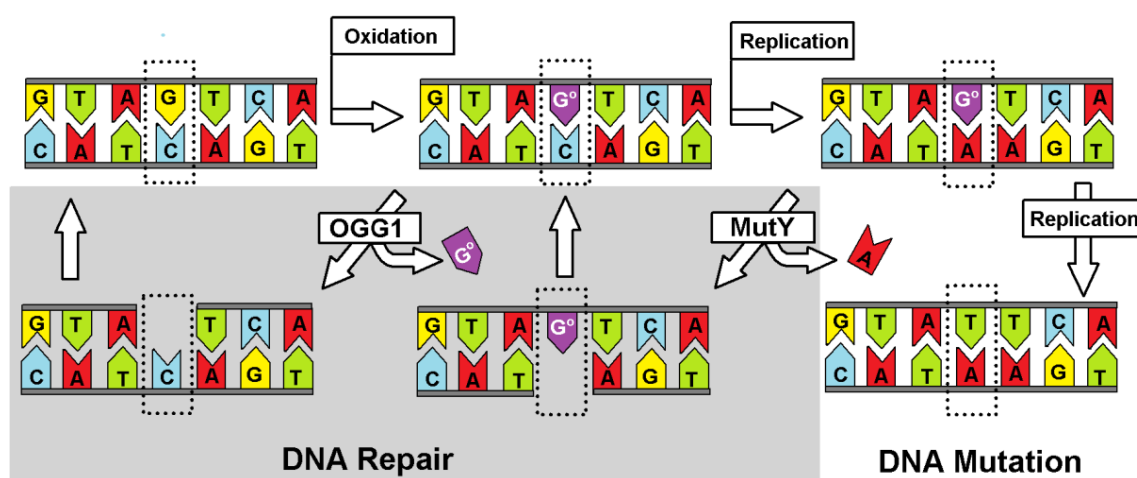 Oxidation
Replication
G T A G T C A
C A T C A G T
G T A G° T C A
C A T C A G T
G T A G° T C A
C A T A A G T
OGG1
G°
MutY
A
Replication
G T A T C A
C A T C A G T
G T A G° T C A
C A T A G T
G T A T T C A
C A T A A G T
DNA Repair
DNA Mutation